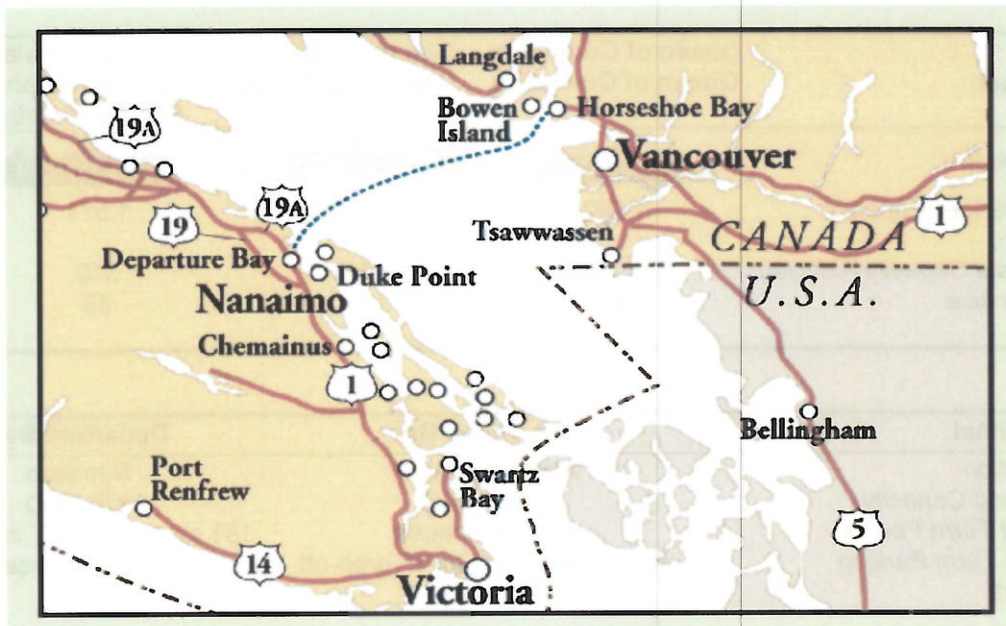 Langdale
Bowen
Island
Horseshoe Bay
19A
Vancouver
19A
19
1
Tsawwassen
CANADA
Departure Bay
Duke Point
U.S.A.
Nanaimo
Chemainus
1
Bellingham
Port
Renfrew
Swartz
Bay
5
14
Victoria